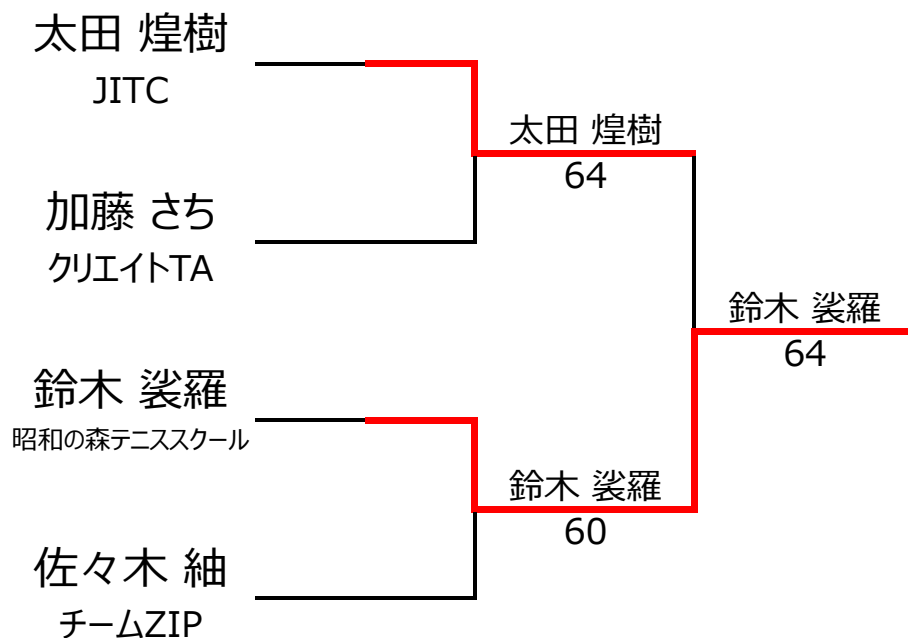 太田 煌樹
JITC
太田 煌樹
64
加藤 さち
クリエイトTA
鈴木 裟羅
64
鈴木 裟羅
昭和の森テニススクール
鈴木 裟羅
60
佐々木 紬
チームZIP